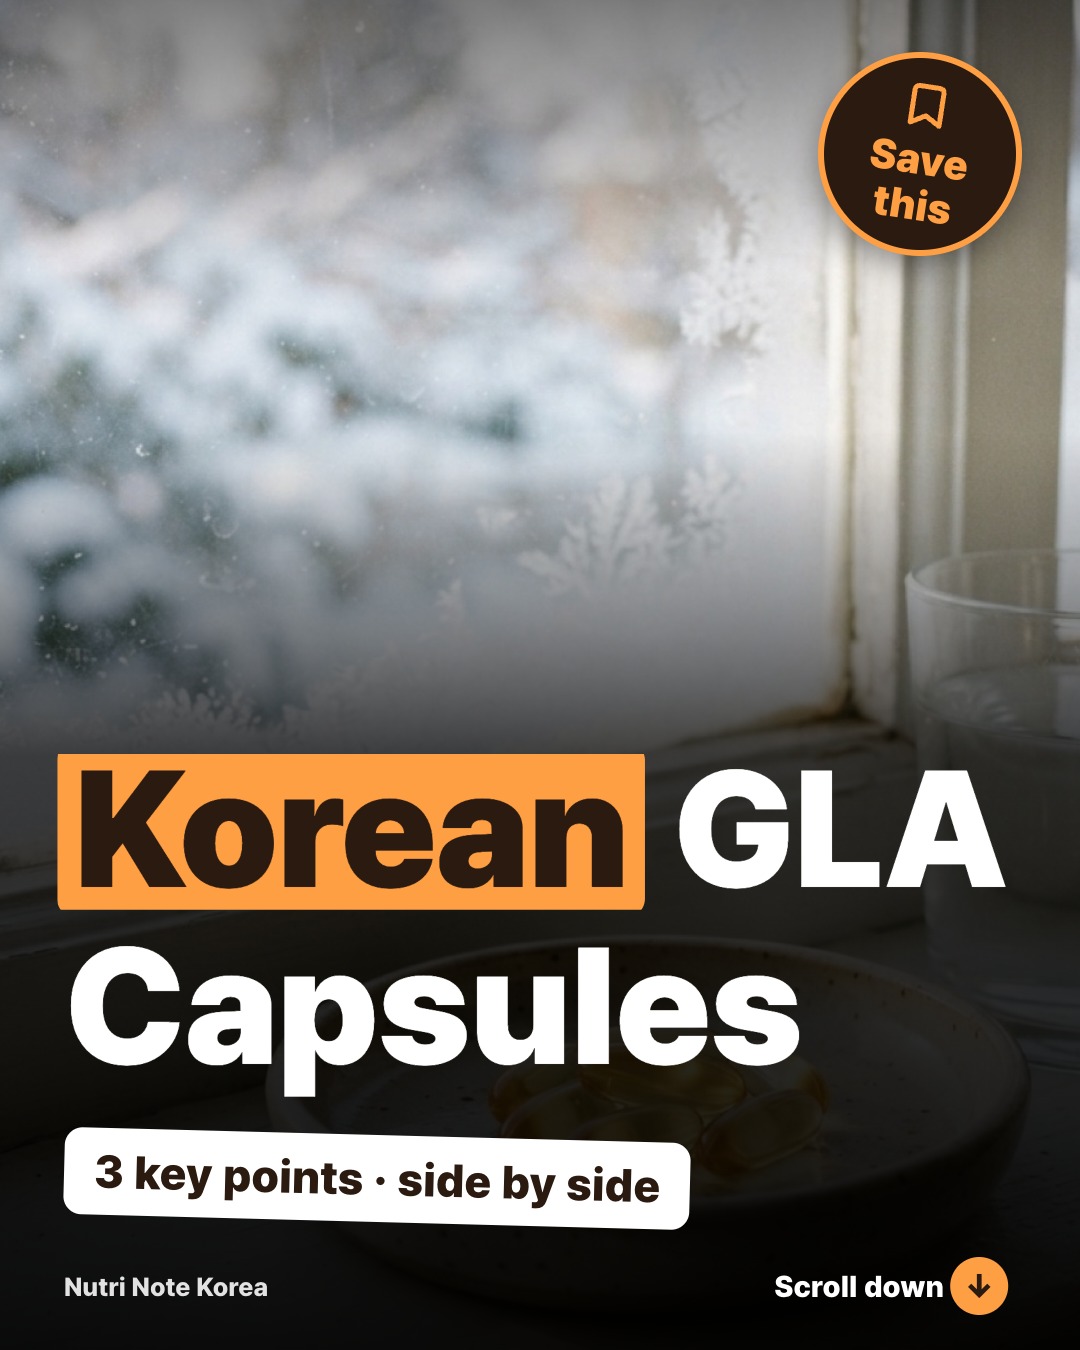 Save
this
Korean GLA
Capsules
3 key points · side by side
Nutri Note Korea
Scroll down